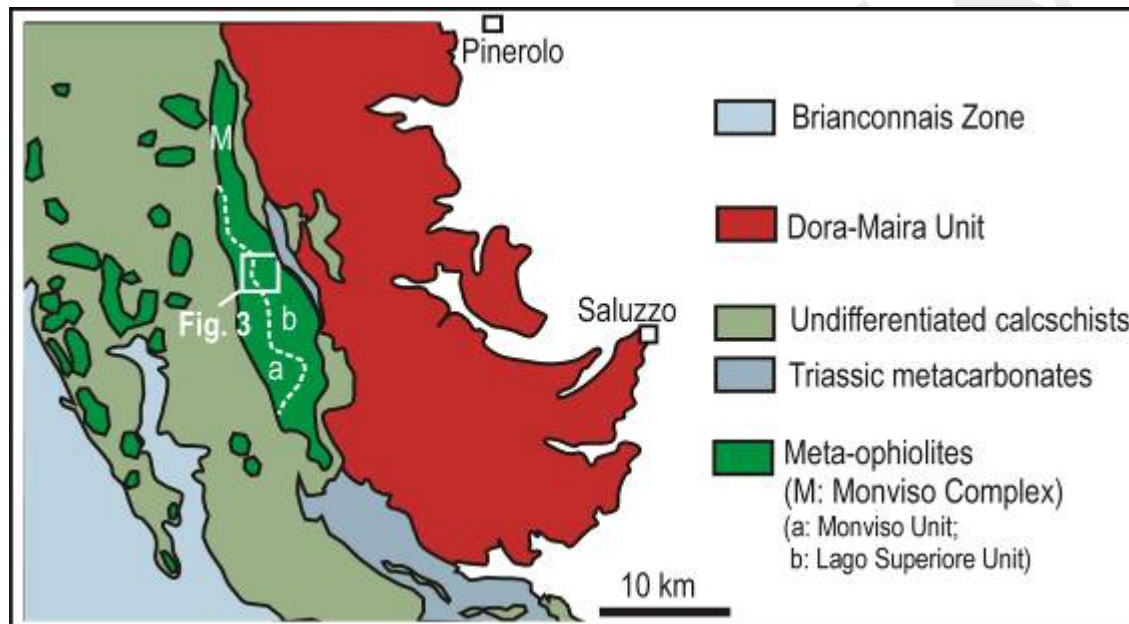 Pinerolo
M
Fig. 3
b
a
Saluzzo
10 km
Brianconnais Zone
Dora-Maira Unit
Undifferentiated calcschists
Triassic metacarbonates
Meta-ophiolites
(M: Monviso Complex)
(a: Monviso Unit;
b: Lago Superiore Unit)